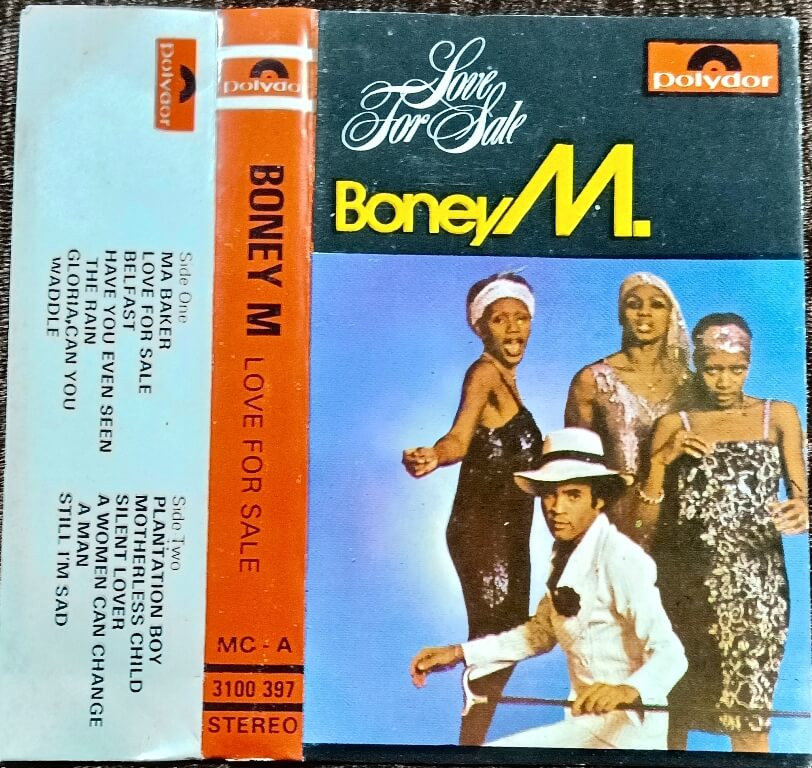 Polydor
Side One
MA BAKER
LOVE FOR SALE
BELFAST
HAVE YOU EVEN SEEN
THE RAIN
GLORIA,CAN YOU
WADDLE
Side Two
PLANTATION BOY
MOTHERLESS CHILD
SILENT LOVER
A WOMEN CAN CHANGE
A MAN
STILL I'M SAD
Polydor
BONEY M LOVE FOR SALE
MC - A
3100 397
STEREO
Love
For Sale
polydor
Boney M.